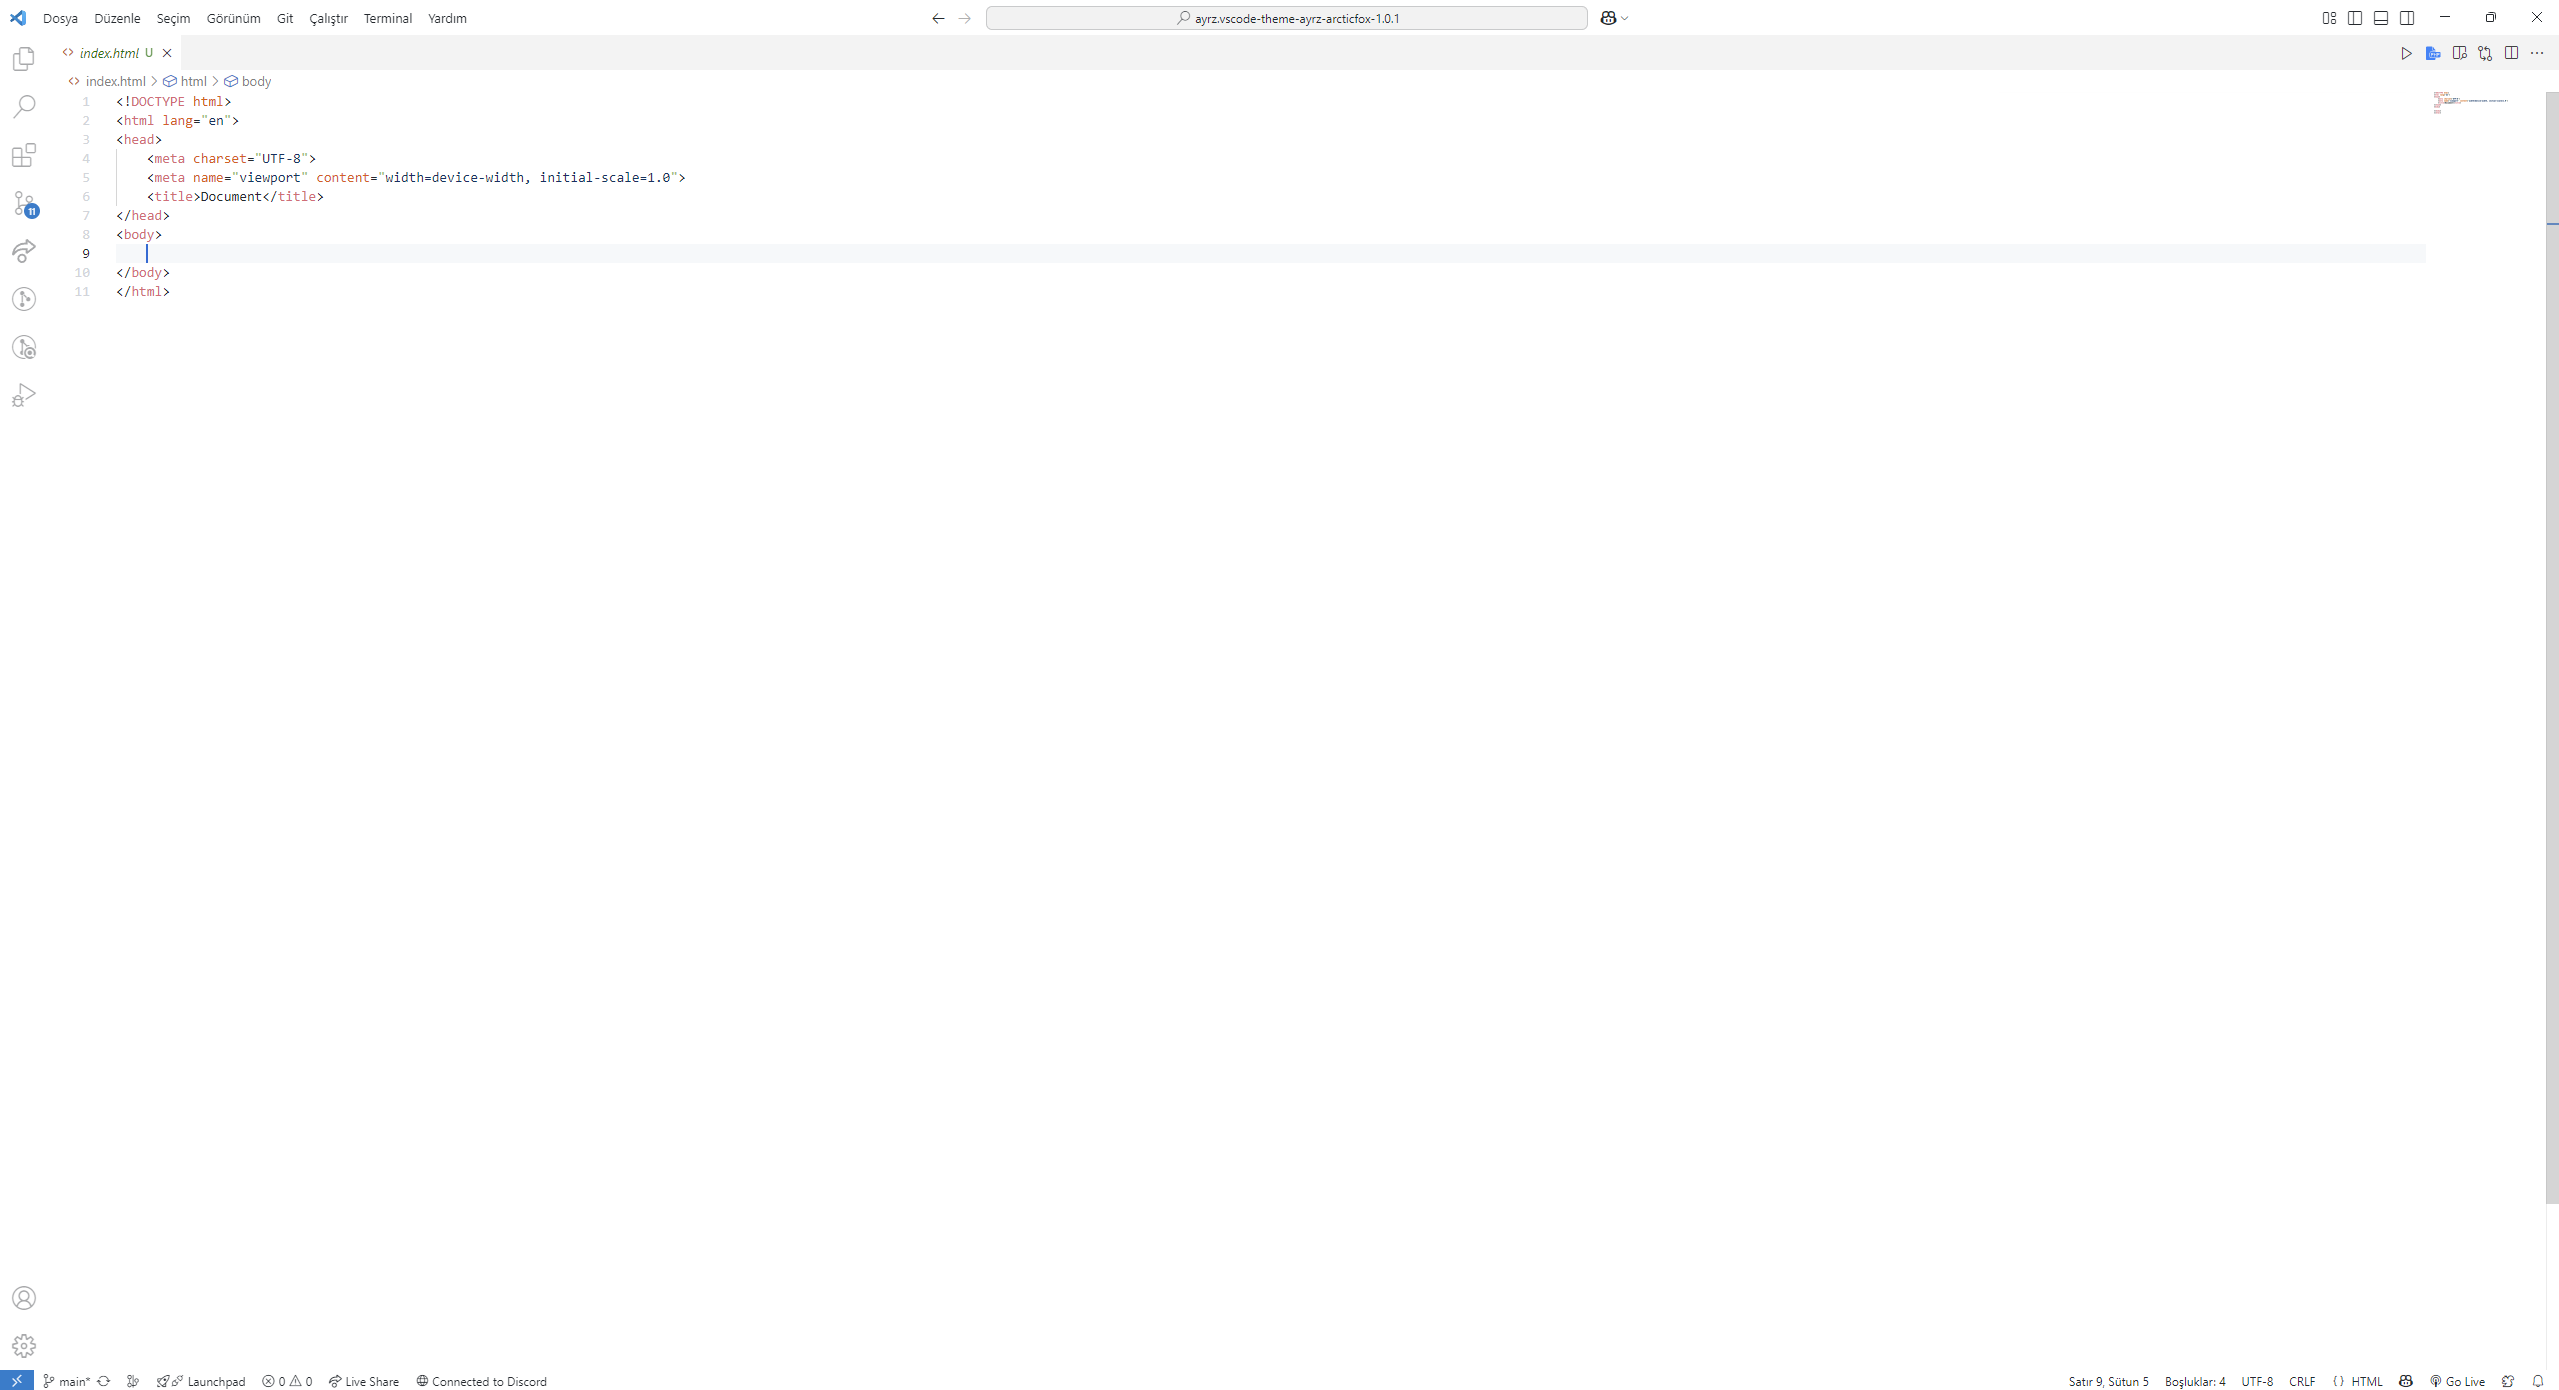 Dosya Düzenle Seçim Görünüm Git Çalıştır Terminal Yardım ayrz.vscode-theme-ayrz-arcticfox-1.0.1
index.html U
index.html > html > body
1 <!DOCTYPE html>
2 <html lang="en">
3 <head>
4 <meta charset="UTF-8">
5 <meta name="viewport" content="width=device-width, initial-scale=1.0">
6 <title>Document</title>
7 </head>
8 <body>
9
10 </body>
11 </html>
11
main* Launchpad 0 0 Live Share Connected to Discord Satır 9, Sütun 5 Boşluklar: 4 UTF-8 CRLF {} HTML Go Live